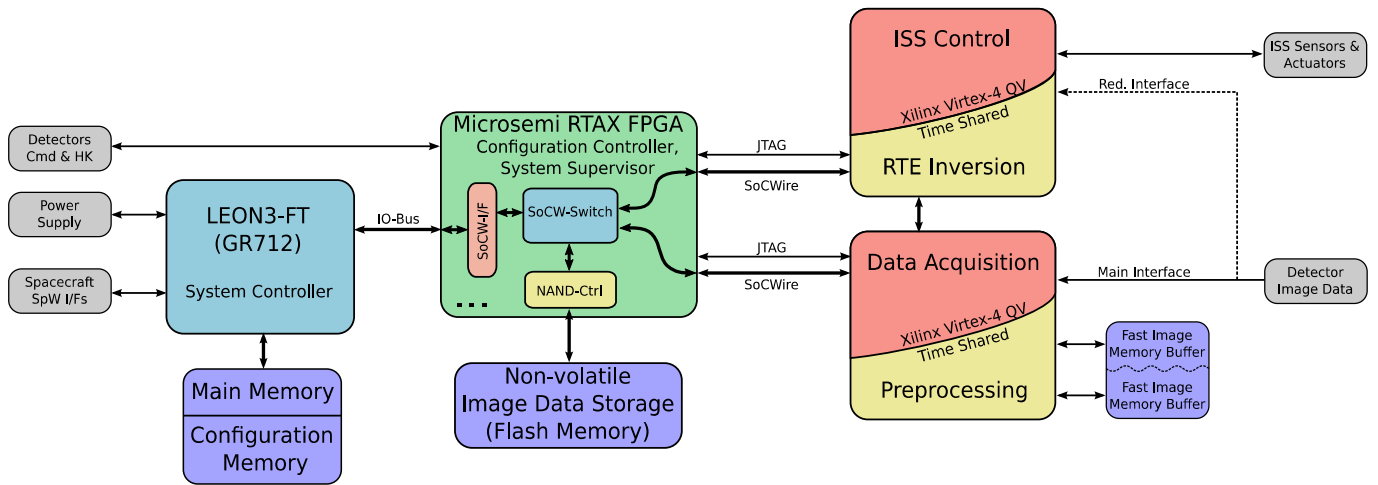 Detectors
Cmd & HK
Power
Supply
Spacecraft
SpW I/Fs
LEON3-FT
(GR712)
System Controller
Main Memory
Configuration
Memory
IO-Bus
Microsemi RTAX FPGA
Configuration Controller,
System Supervisor
SoCW-I/F
SoCW-Switch
NAND-Ctrl
...
Non-volatile
Image Data Storage
(Flash Memory)
JTAG
SoCWire
JTAG
SoCWire
ISS Control
Xilinx Virtex-4 QV
Time Shared
RTE Inversion
Data Acquisition
Xilinx Virtex-4 QV
Time Shared
Preprocessing
ISS Sensors &
Actuators
Red. Interface
Main Interface
Detector
Image Data
Fast Image
Memory Buffer
Fast Image
Memory Buffer